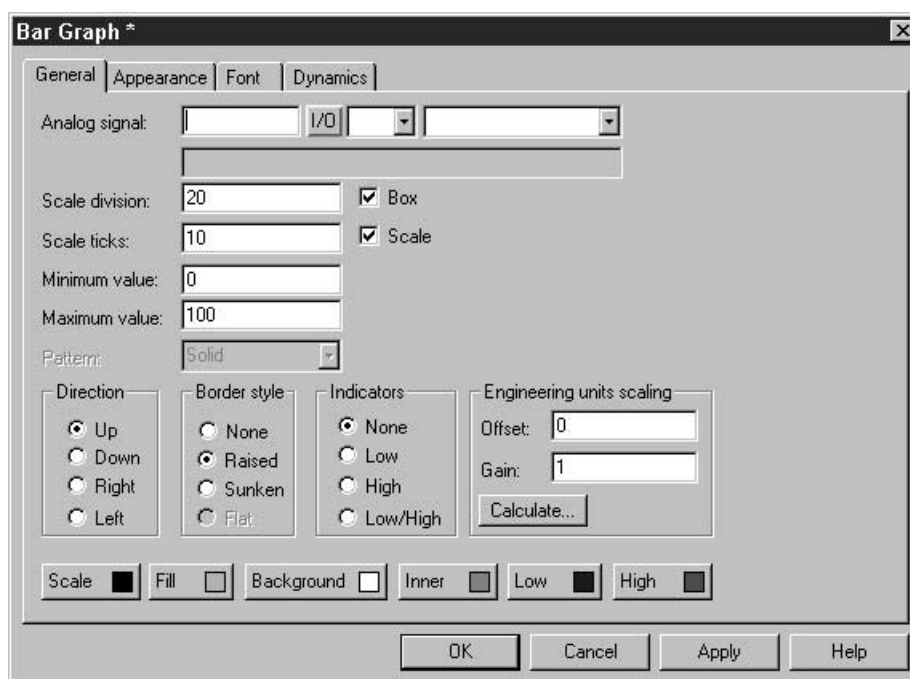 Bar Graph *
General Appearance Font Dynamics
Analog signal: I/O
Scale division: 20 Box
Scale ticks: 10 Scale
Minimum value: 0
Maximum value: 100
Pattern: Solid
Direction Border style Indicators Engineering units scaling
Up None None Offset: 0
Down Raised Low Gain: 1
Right Sunken High Calculate...
Left Flat Low/High
Scale Fill Background Inner Low High
OK Cancel Apply Help